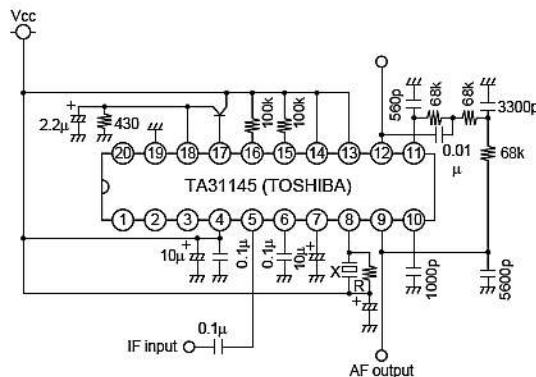 Vcc
560p
68k
68k
3300p
2.2μ
430
100k
100k
0.01
μ
68k
20
19
18
17
16
15
14
13
12
11
TA31145 (TOSHIBA)
1
2
3
4
5
6
7
8
9
10
10μ
0.1μ
0.1μ
10μ
X
R
1000p
5600p
0.1μ
IF input
AF output